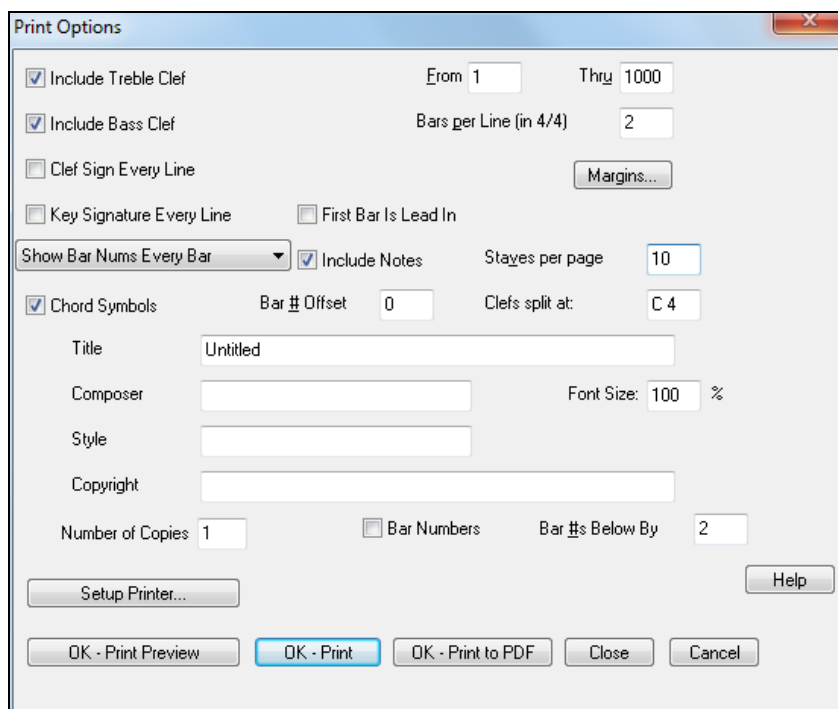 Print Options
Include Treble Clef From 1 Thru 1000
Include Bass Clef Bars per Line (in 4/4) 2
Clef Sign Every Line Margins...
Key Signature Every Line First Bar Is Lead In
Show Bar Nums Every Bar Include Notes Staves per page 10
Chord Symbols Bar # Offset 0 Clefs split at: C 4
Title Untitled
Composer Font Size: 100 %
Style
Copyright
Number of Copies 1 Bar Numbers Bar #s Below By 2
Help
Setup Printer...
OK - Print Preview OK - Print OK - Print to PDF Close Cancel